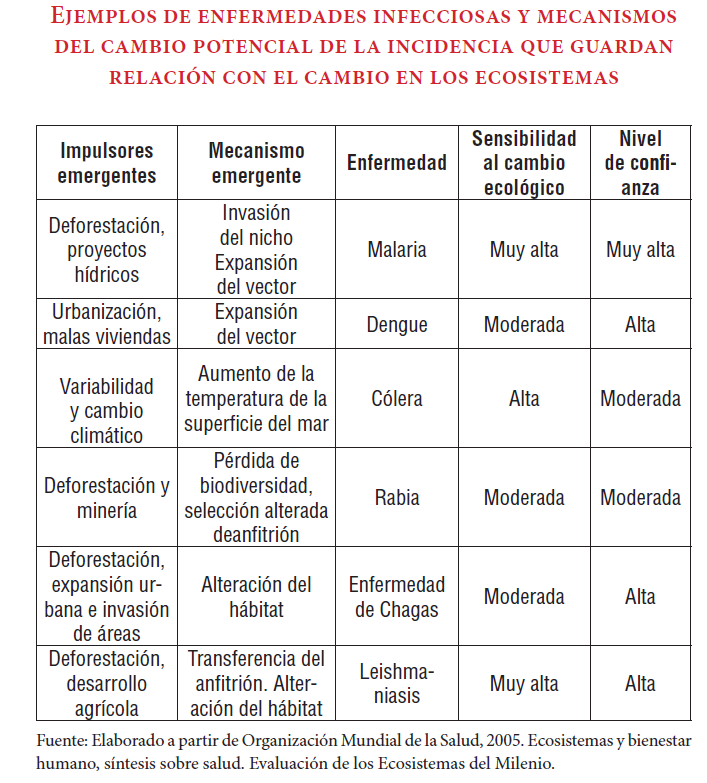 EJEMPLOS DE ENFERMEDADES INFECCIOSAS Y MECANISMOS
DEL CAMBIO POTENCIAL DE LA INCIDENCIA QUE GUARDAN
RELACIÓN CON EL CAMBIO EN LOS ECOSISTEMAS
Impulsores
emergentes
Mecanismo
emergente
Enfermedad
Sensibilidad
al cambio
ecológico
Nivel
de confi-
anza
Deforestación,
proyectos
hídricos
Invasión
del nicho
Expansión
del vector
Malaria
Muy alta
Muy alta
Urbanización,
malas viviendas
Expansión
del vector
Dengue
Moderada
Alta
Variabilidad
y cambio
climático
Aumento de la
temperatura de la
superficie del mar
Cólera
Alta
Moderada
Deforestación y
minería
Pérdida de
biodiversidad,
selección alterada
deanfitrión
Rabia
Moderada
Moderada
Deforestación,
expansión ur-
bana e invasión
de áreas
Alteración del
hábitat
Enfermedad
de Chagas
Moderada
Alta
Deforestación,
desarrollo
agrícola
Transferencia del
anfitrión. Alter-
ación del hábitat
Leishma-
niasis
Muy alta
Alta
Fuente: Elaborado a partir de Organización Mundial de la Salud, 2005. Ecosistemas y bienestar
humano, síntesis sobre salud. Evaluación de los Ecosistemas del Milenio.